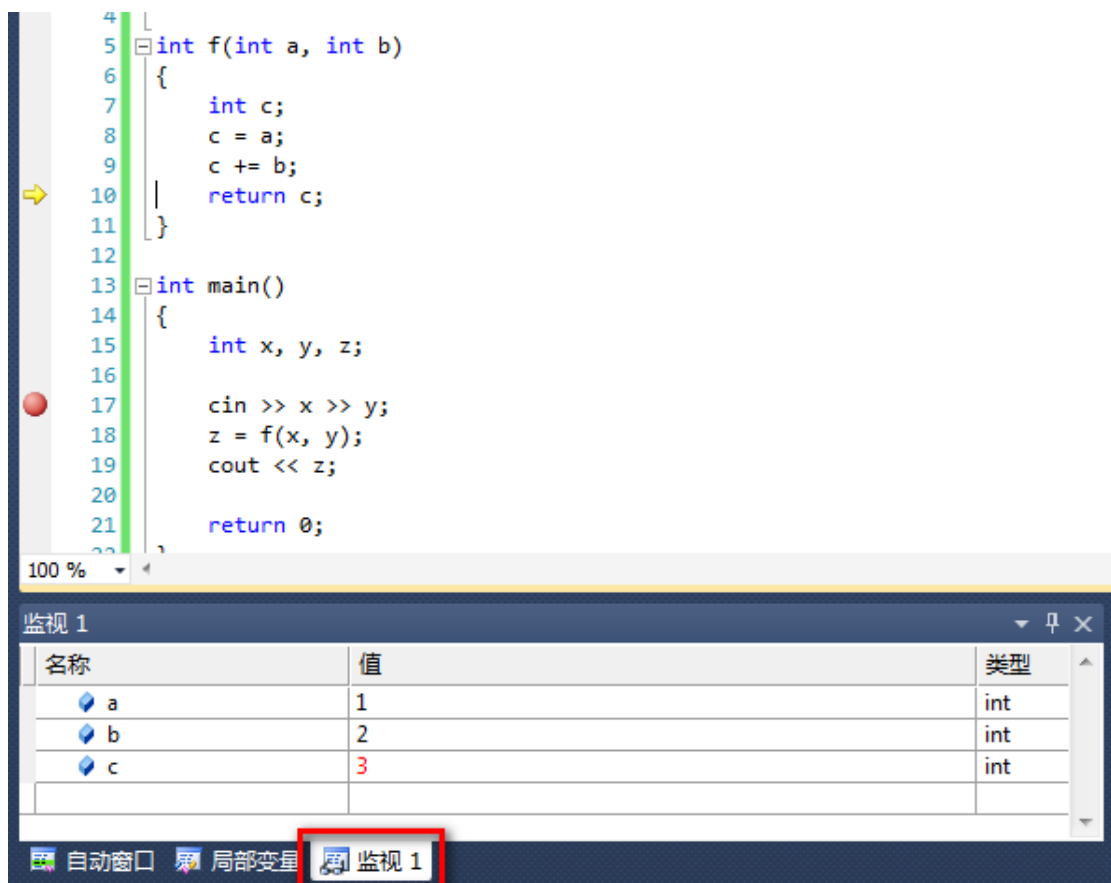 4
5 int f(int a, int b)
6 {
7 int c;
8 c = a;
9 c += b;
10 return c;
11 }
12
13 int main()
14 {
15 int x, y, z;
16
17 cin >> x >> y;
18 z = f(x, y);
19 cout << z;
20
21 return 0;
22 }
100 %
监视 1
名称 值 类型
a 1 int
b 2 int
c 3 int
自动窗口 局部变量 监视 1